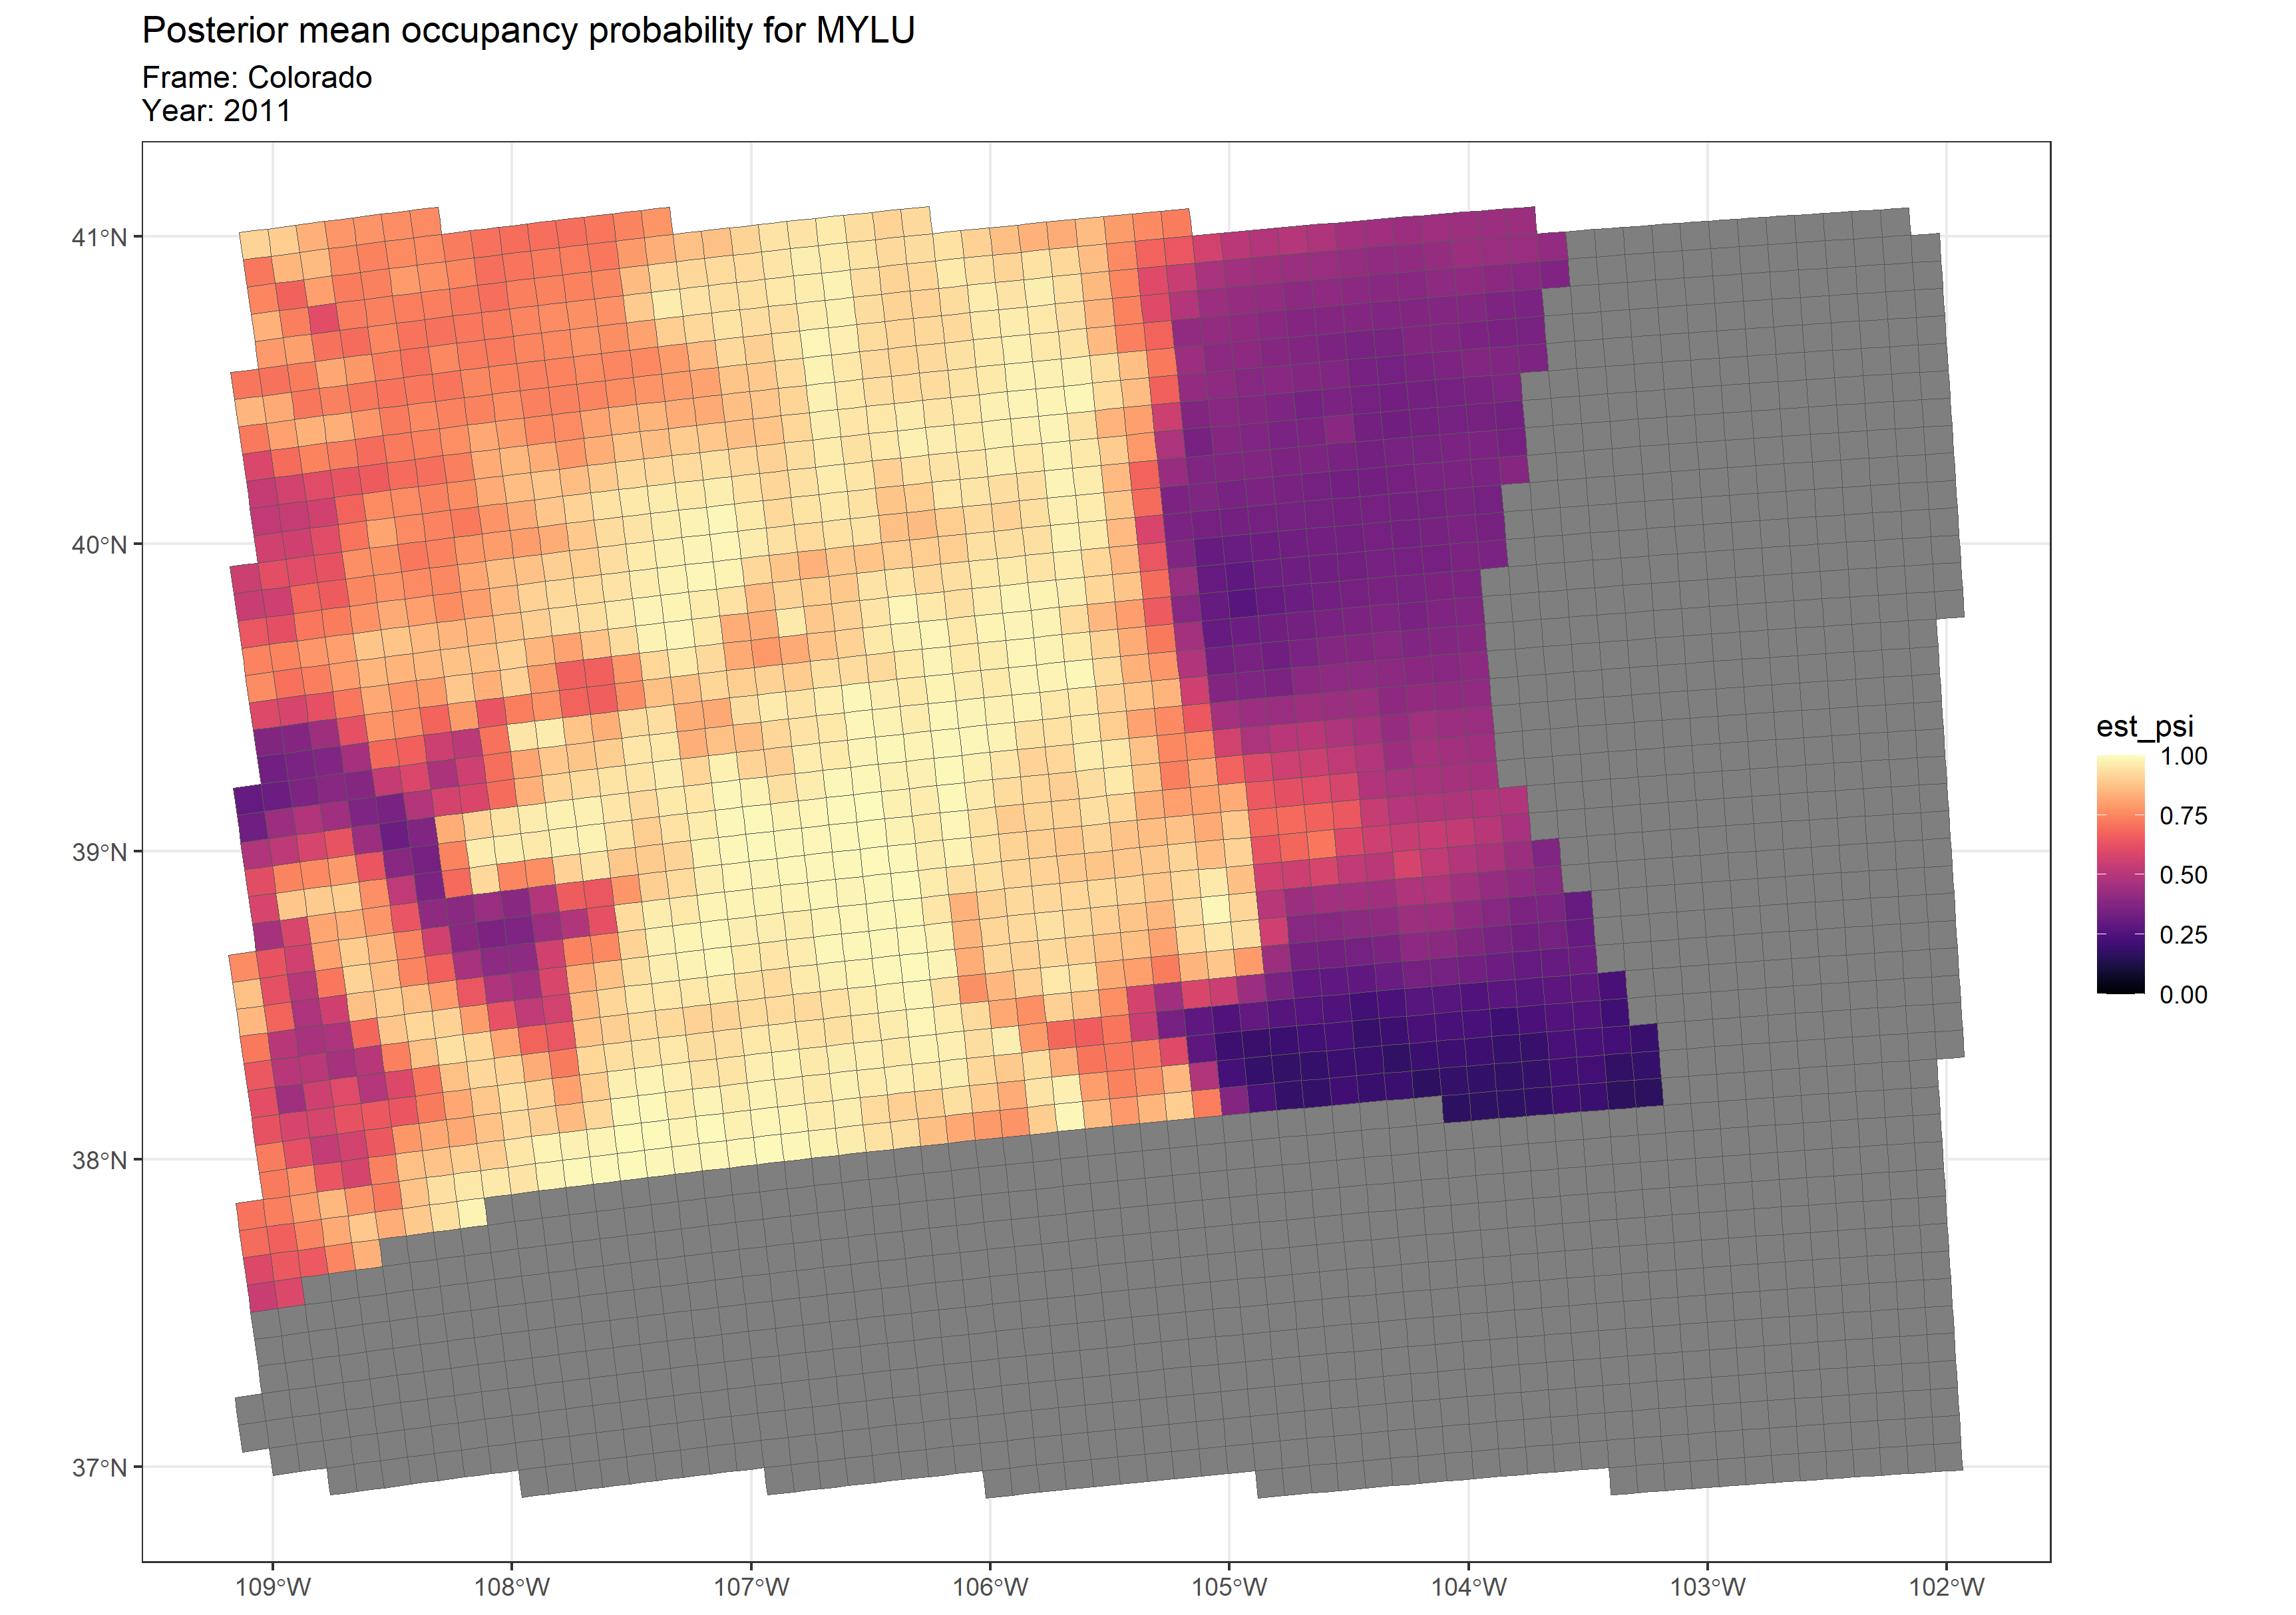 Posterior mean occupancy probability for MYLU
Frame: Colorado
Year: 2011
41°N
40°N
39°N
38°N
37°N
109°W
108°W
107°W
106°W
105°W
104°W
103°W
102°W
est_psi
1.00
0.75
0.50
0.25
0.00